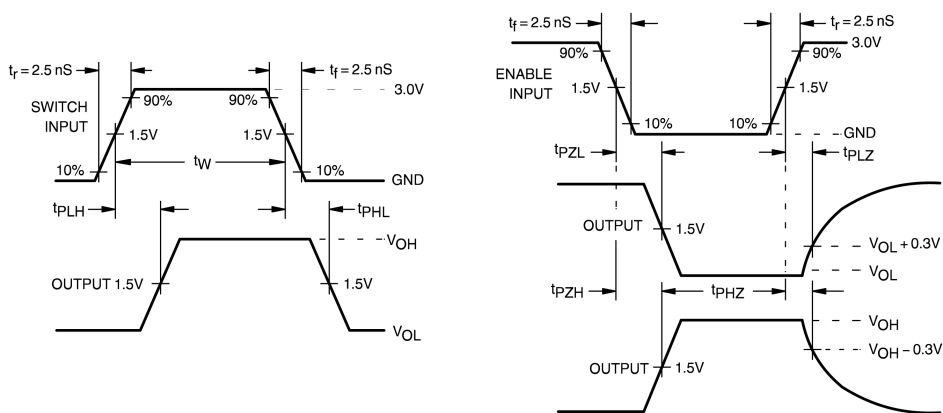 tr = 2.5 nS
tf = 2.5 nS
SWITCH
INPUT
90%
90%
3.0V
1.5V
1.5V
10%
tW
10%
GND
tPLH
tPHL
VOH
OUTPUT 1.5V
1.5V
VOL
tf = 2.5 nS
tr = 2.5 nS
3.0V
90%
90%
ENABLE
INPUT
1.5V
1.5V
10%
10%
GND
tPZL
tPLZ
OUTPUT
1.5V
VOL + 0.3V
VOL
tPZH
tPHZ
VOH
VOH – 0.3V
OUTPUT
1.5V